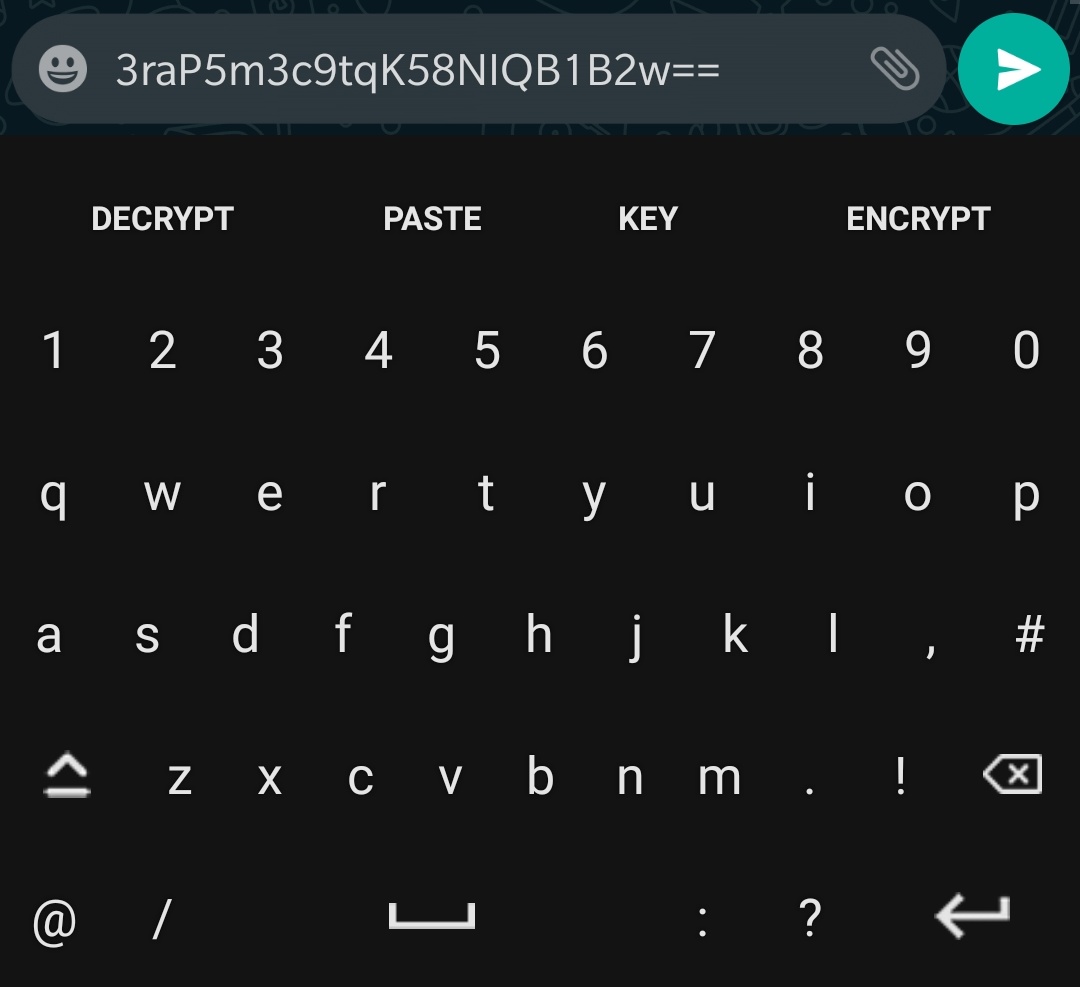 3raP5m3c9tqK58NIQB1B2w==
DECRYPT PASTE KEY ENCRYPT
1 2 3 4 5 6 7 8 9 0
q w e r t y u i o p
a s d f g h j k l , #
z x c v b n m . !
@ / : ?